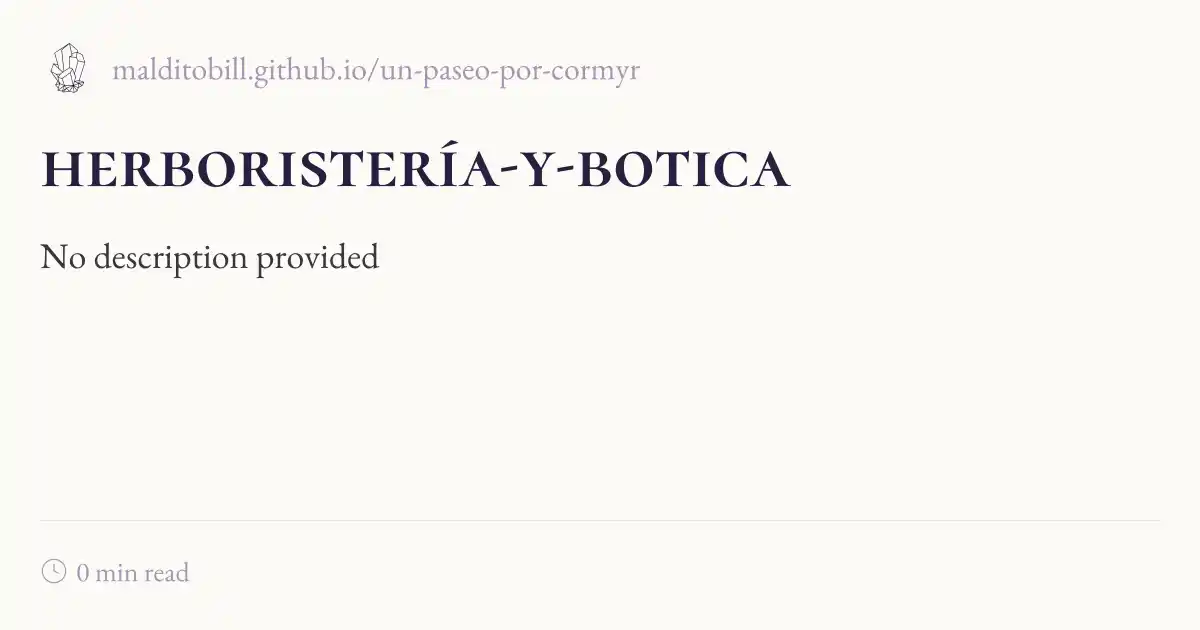 malditobill.github.io/un-paseo-por-cormyr
HERBORISTERÍA-Y-BOTICA
No description provided
0 min read